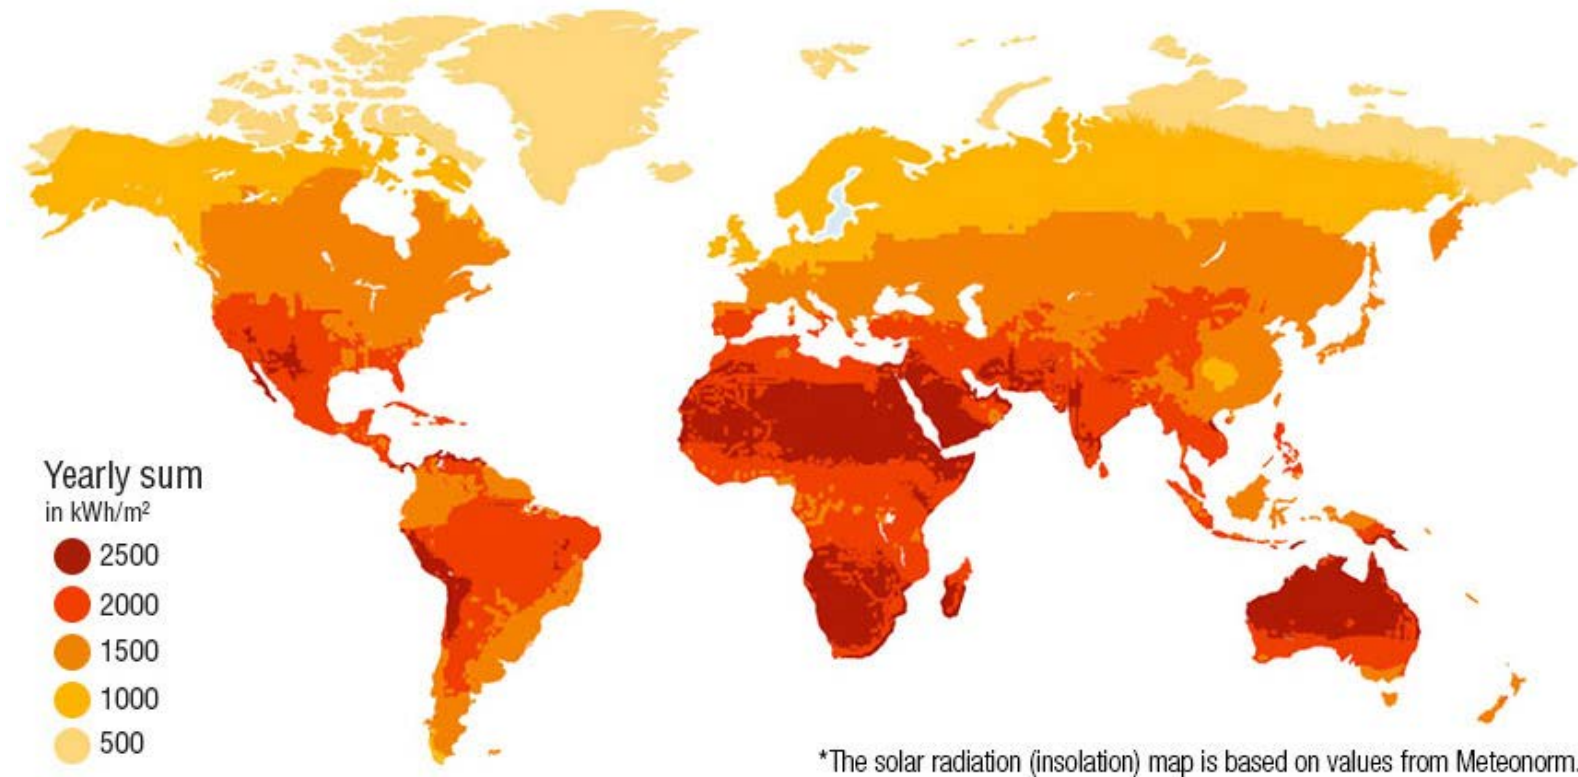 Yearly sum
in kWh/m²
2500
2000
1500
1000
500
*The solar radiation (insolation) map is based on values from Meteonorm.